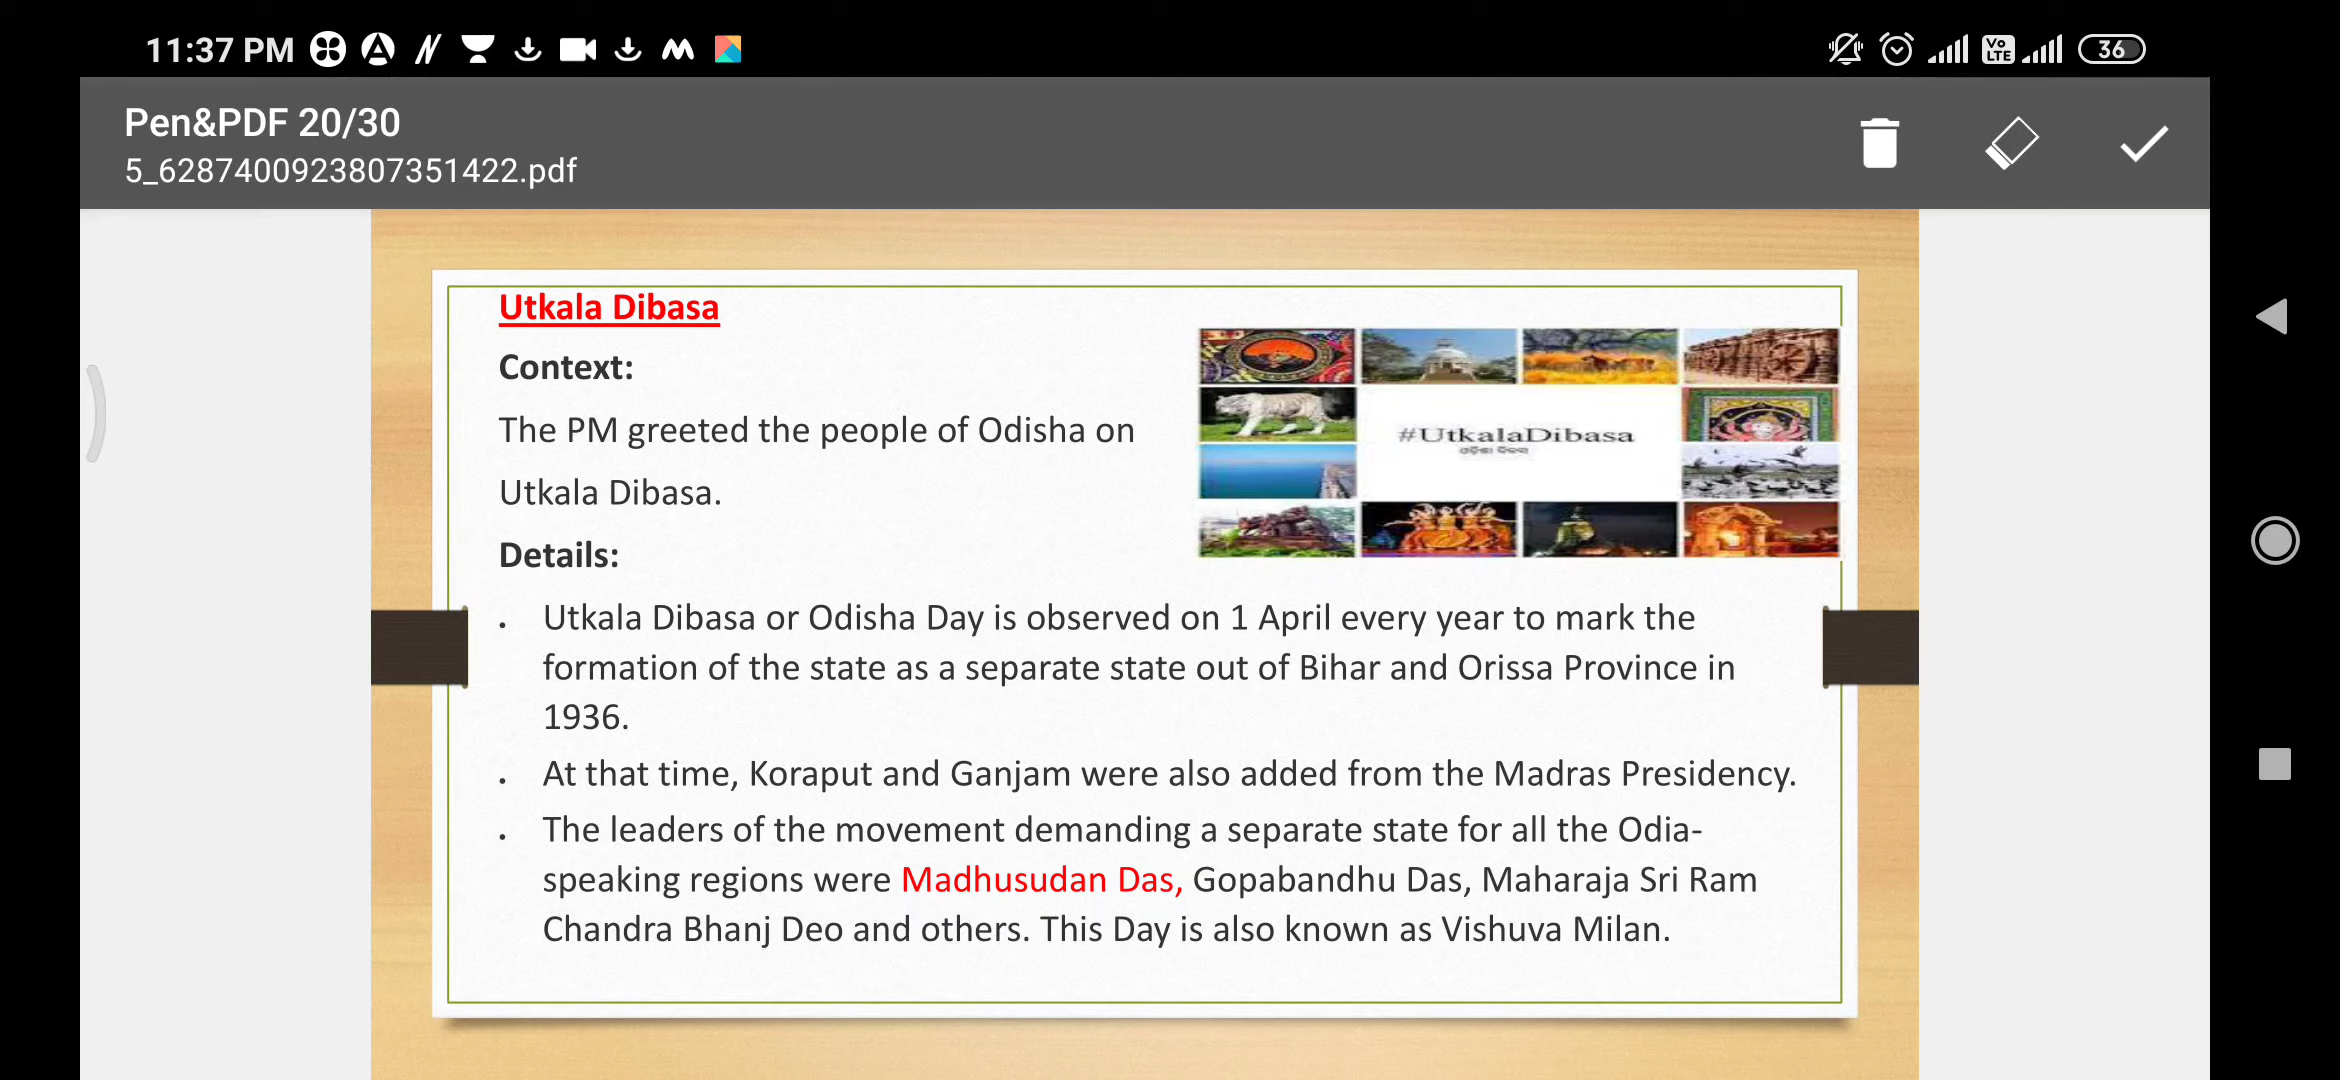 11:37 PM
Vo LTE
36
Pen&PDF 20/30
5_6287400923807351422.pdf
Utkala Dibasa
Context:
The PM greeted the people of Odisha on
Utkala Dibasa.
#UtkalaDibasa
Details:
• Utkala Dibasa or Odisha Day is observed on 1 April every year to mark the
formation of the state as a separate state out of Bihar and Orissa Province in
1936.
• At that time, Koraput and Ganjam were also added from the Madras Presidency.
• The leaders of the movement demanding a separate state for all the Odia-
speaking regions were Madhusudan Das, Gopabandhu Das, Maharaja Sri Ram
Chandra Bhanj Deo and others. This Day is also known as Vishuva Milan.